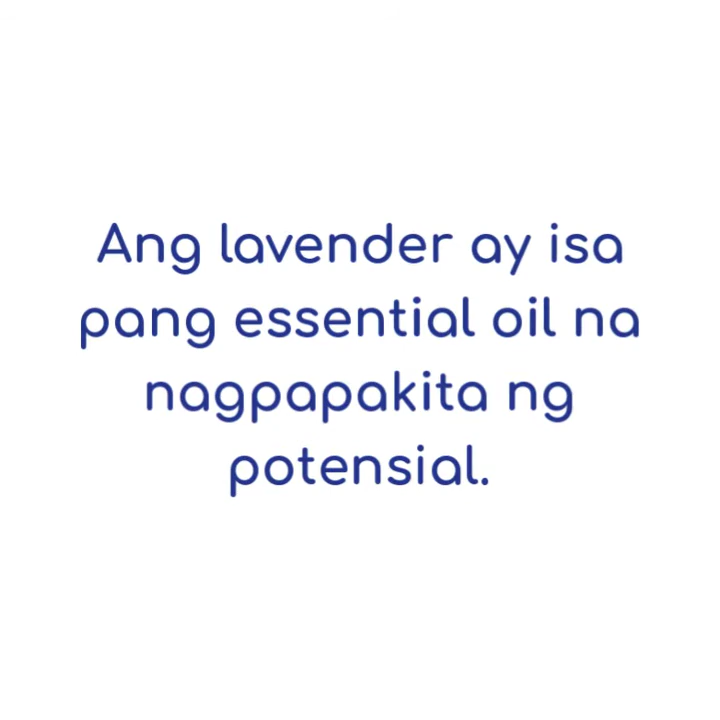 Ang lavender ay isa
pang essential oil na
nagpapakita ng
potensial.